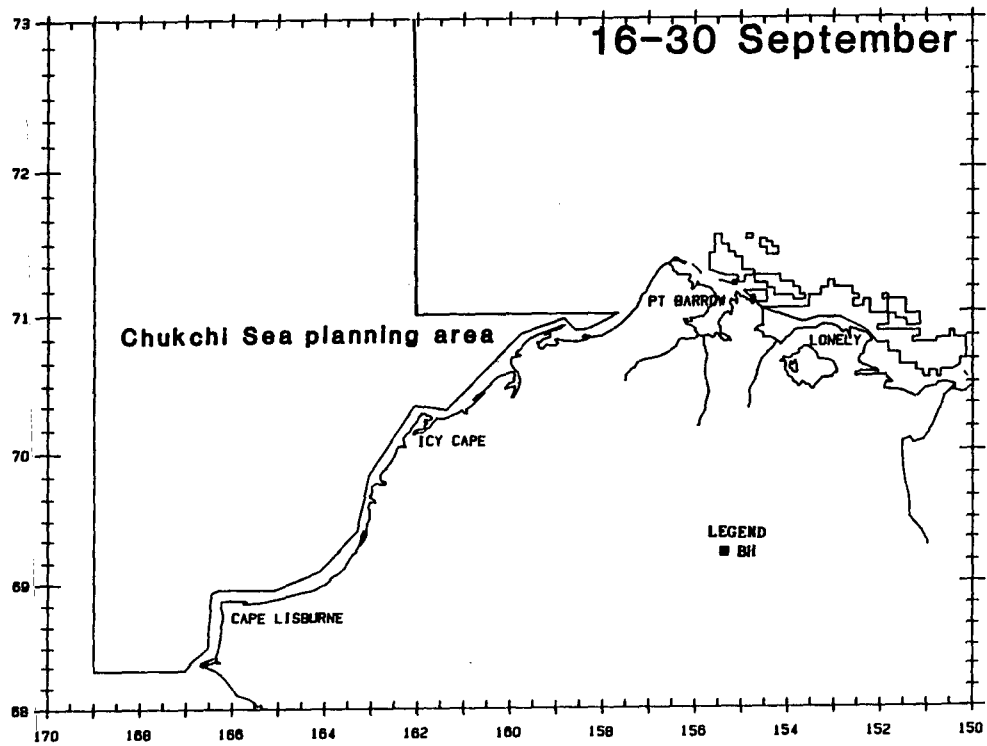 73
16-30 September
72
PT BARROW
71
Chukchi Sea planning area
LONELY
ICY CAPE
70
LEGEND
■ BH
69
CAPE LISBURNE
68
170 168 166 164 162 160 158 156 154 152 150